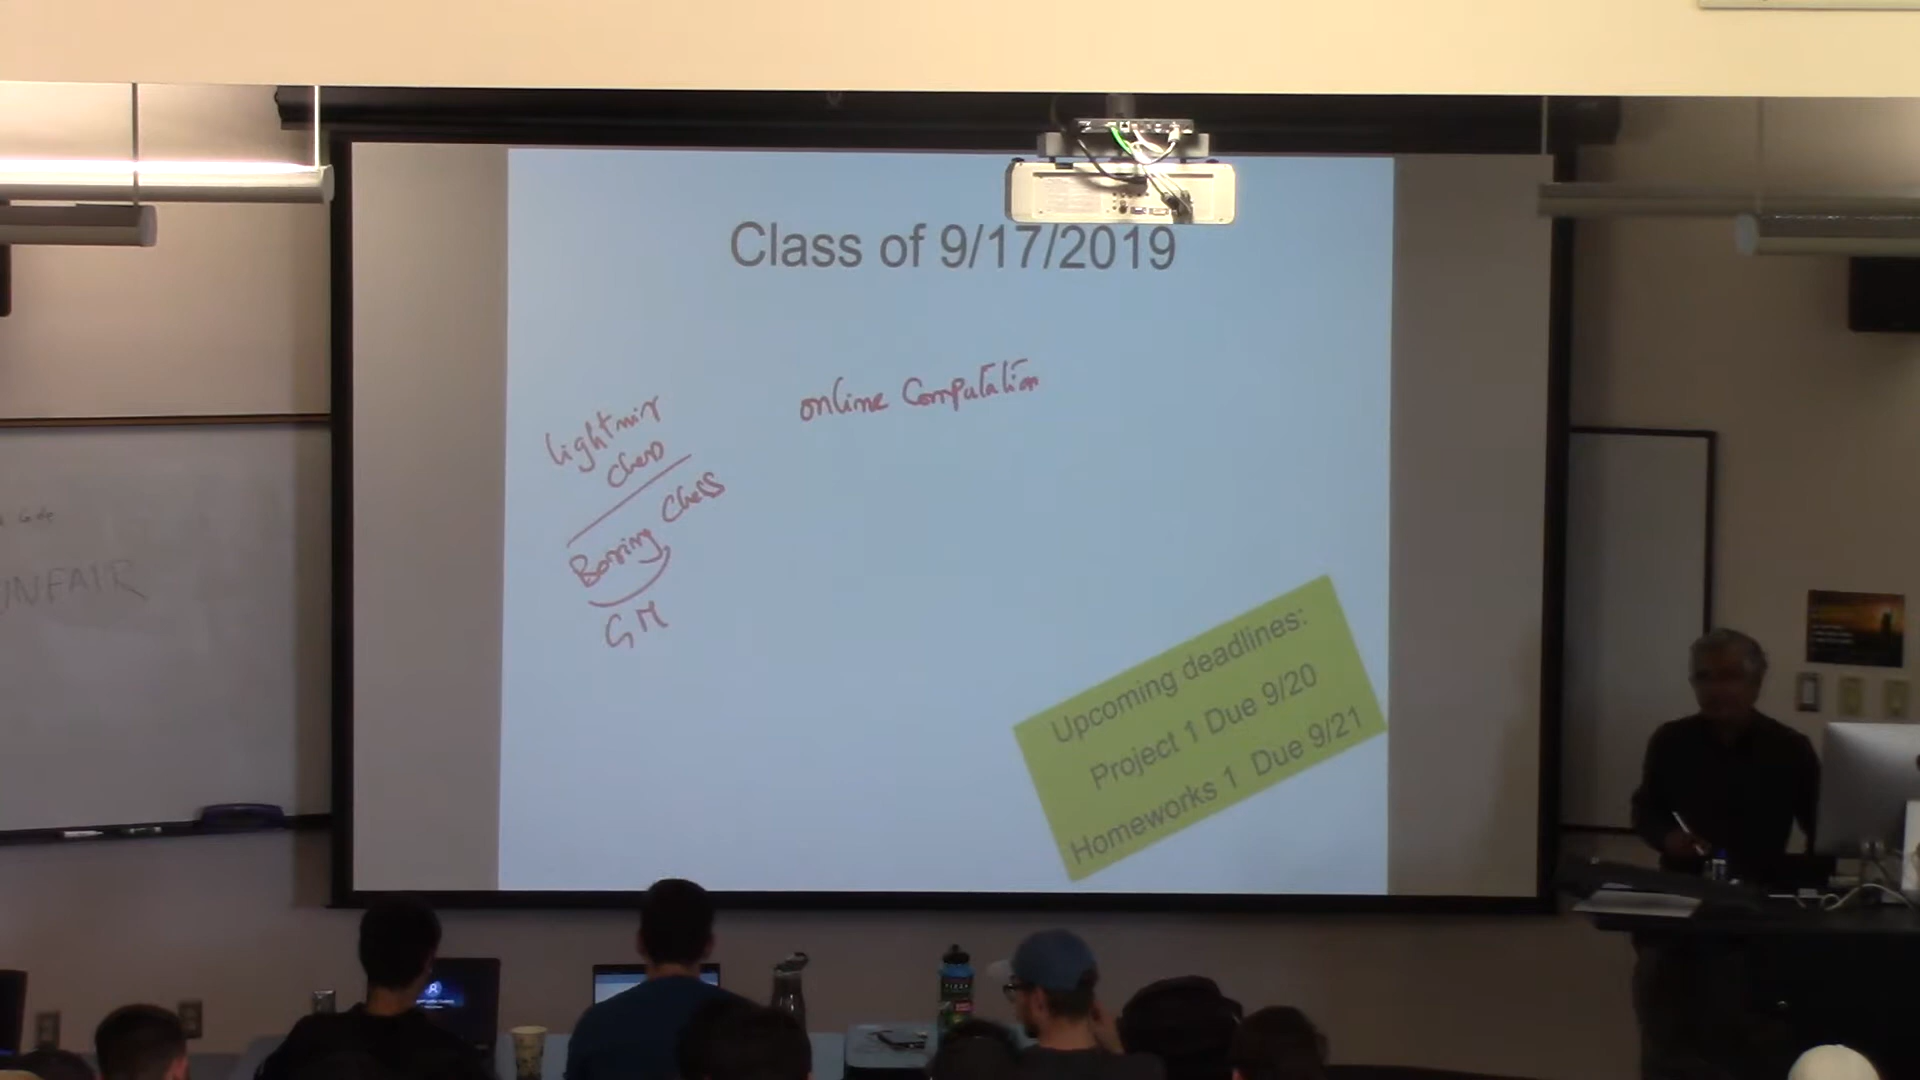 Class of 9/17/2019
online Computation
lightnin
chess
Boring Chess
GM
UNFAIR
Upcoming deadlines:
Project 1 Due 9/20
Homeworks 1 Due 9/21